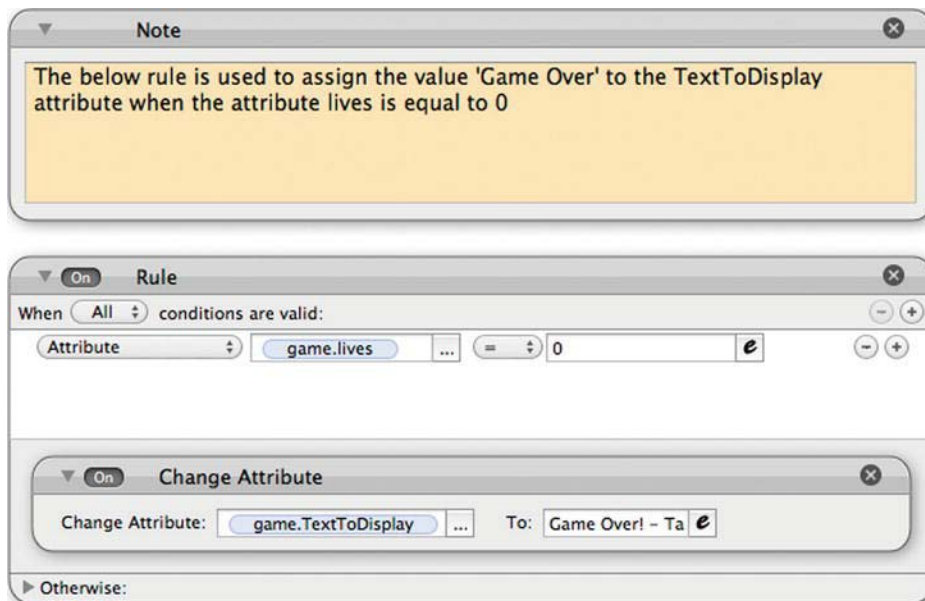 Note
The below rule is used to assign the value 'Game Over' to the TextToDisplay
attribute when the attribute lives is equal to 0
On Rule
When All conditions are valid:
Attribute game.lives ... = 0 e
On Change Attribute
Change Attribute: game.TextToDisplay ... To: Game Over! – Ta e
Otherwise: